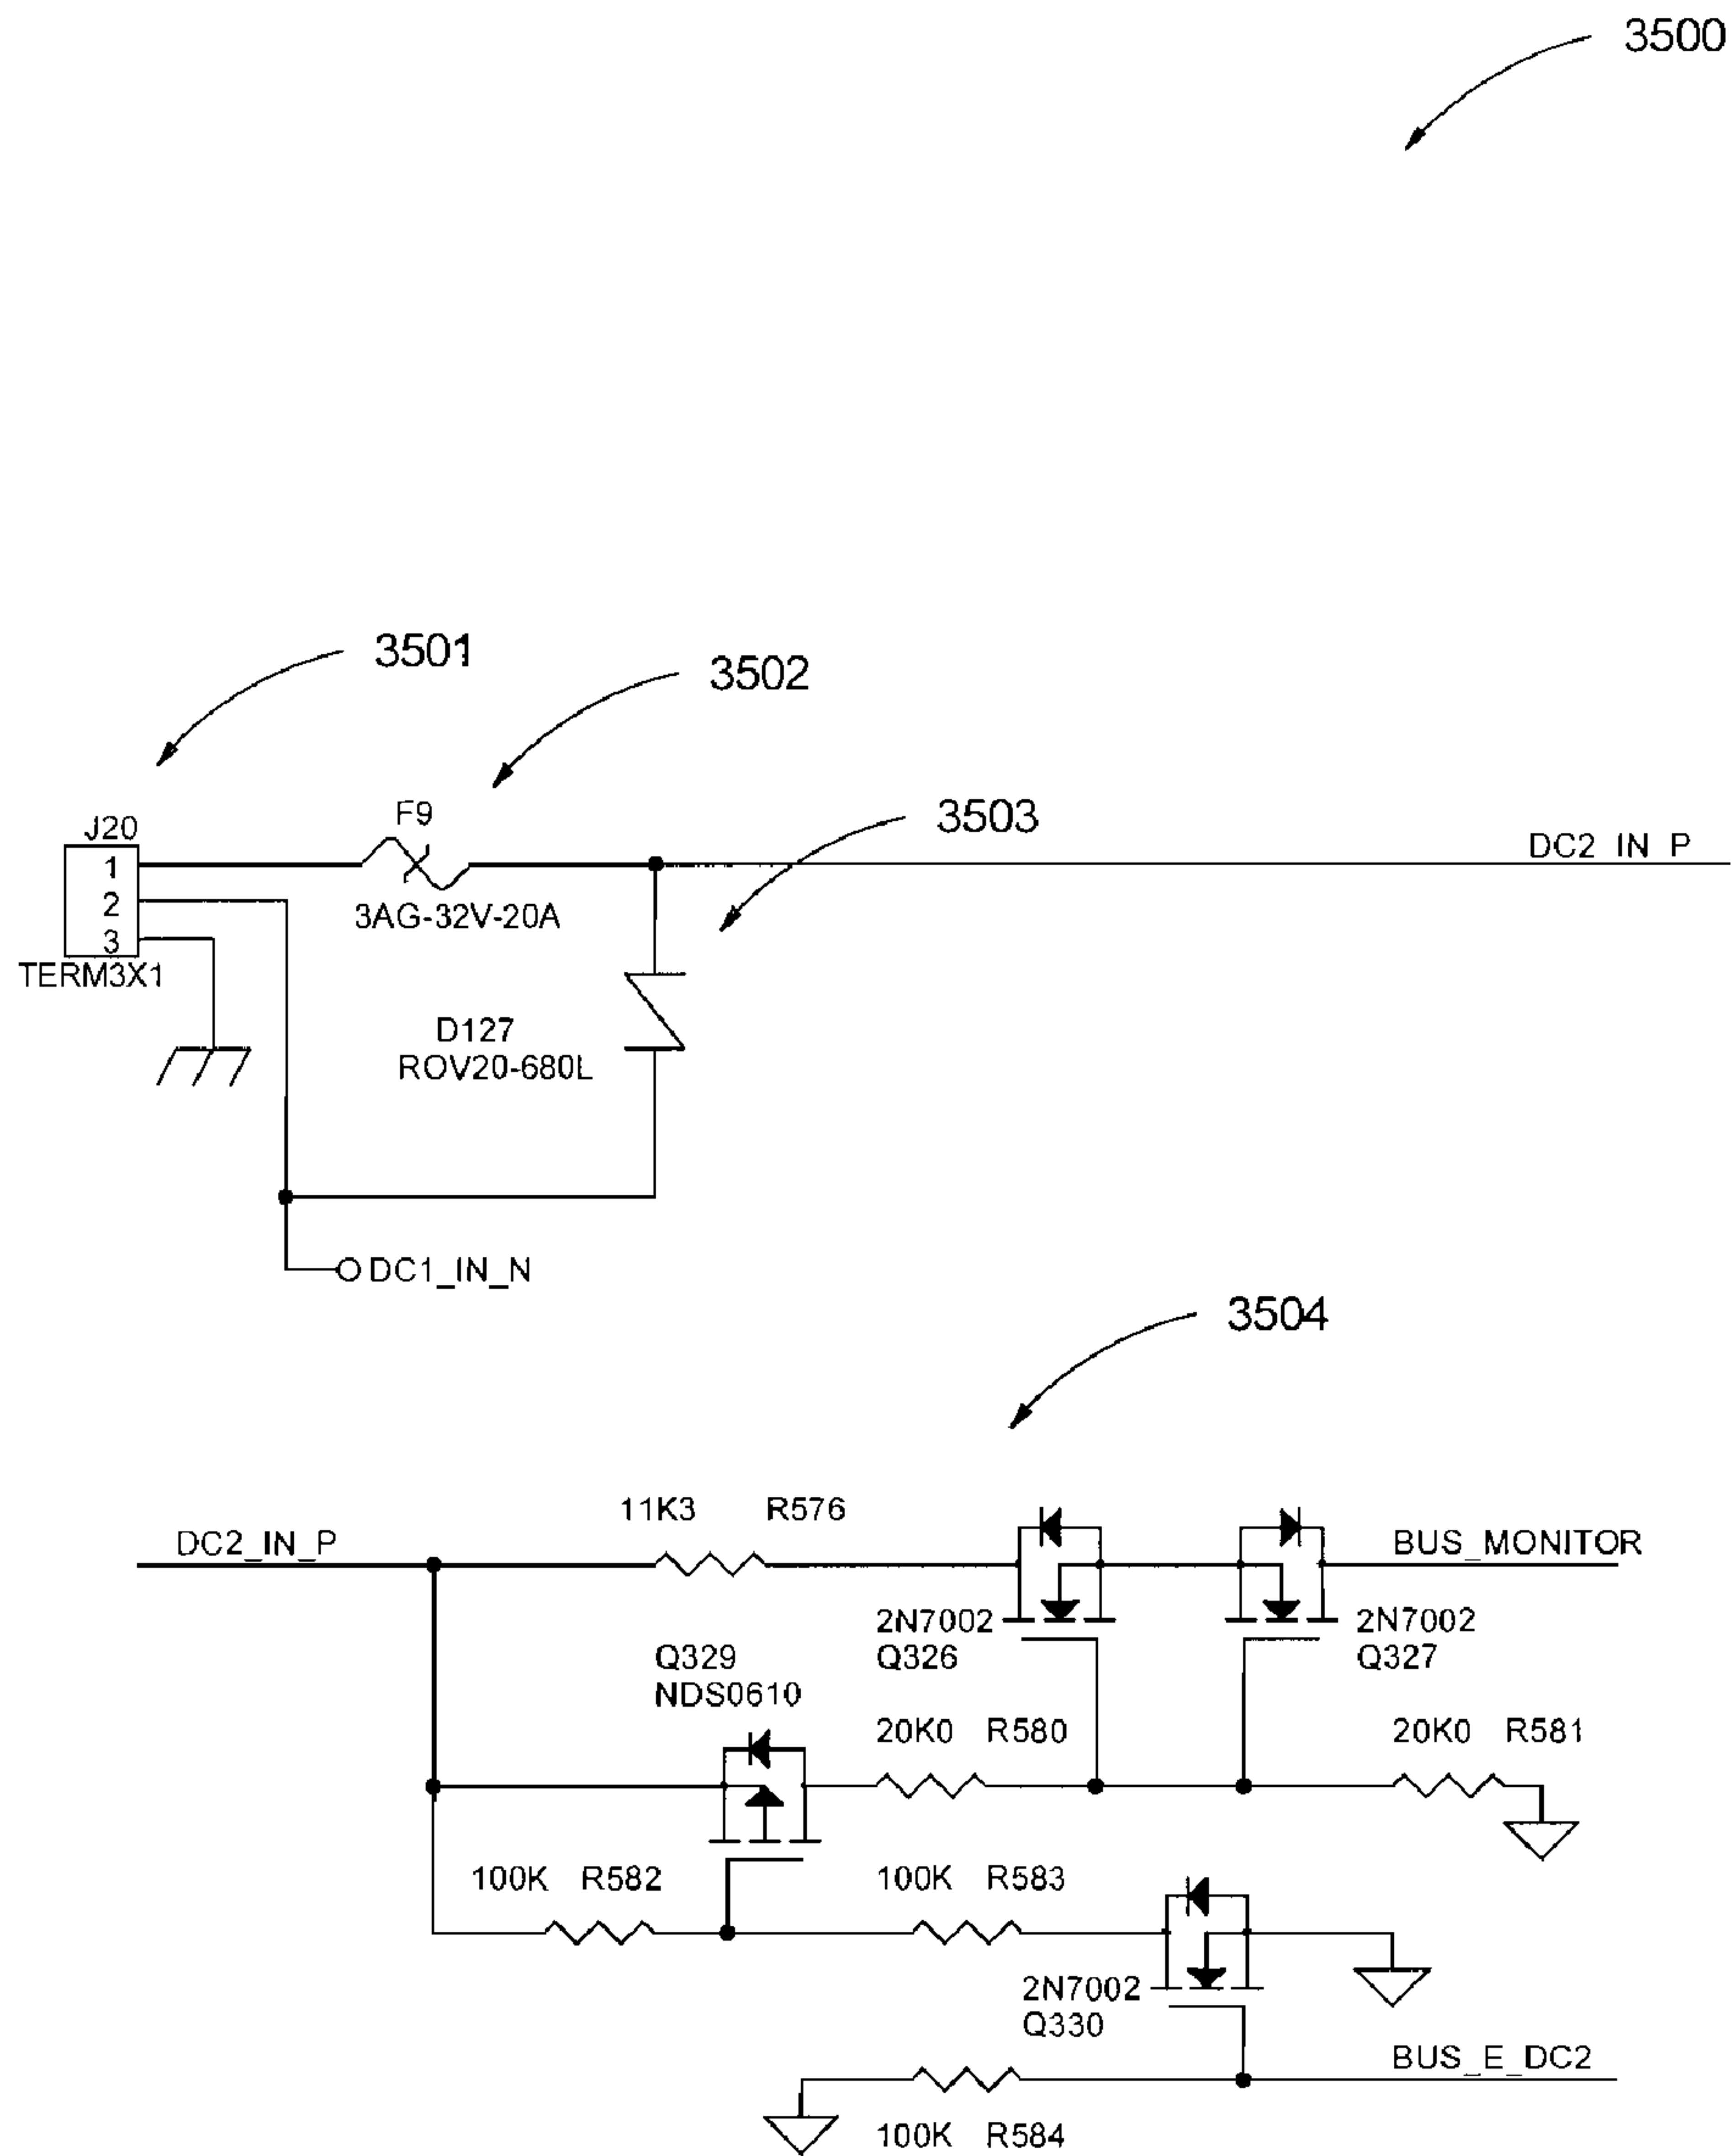 3500
3501
3502
3503
J20
F9
1
2
3
TERM3X1
3AG-32V-20A
DC2_IN_P
D127
ROV20-680L
DC1_IN_N
3504
11K3 R576
DC2_IN_P
BUS_MONITOR
2N7002
Q326
2N7002
Q327
Q329
NDS0610
20K0 R580
20K0 R581
100K R582
100K R583
2N7002
Q330
BUS_E_DC2
100K R584